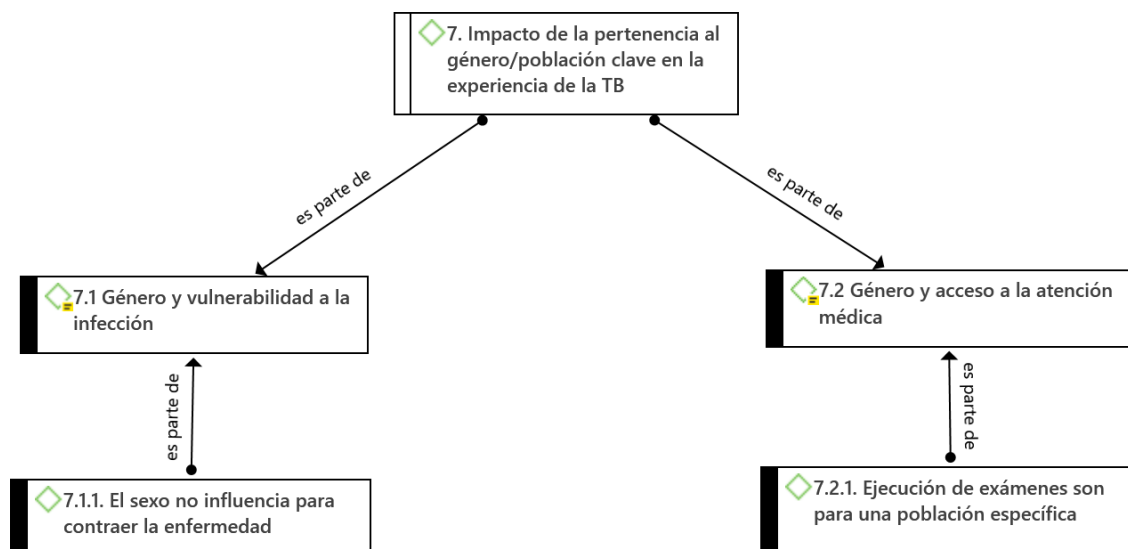 7. Impacto de la pertenencia al
género/población clave en la
experiencia de la TB
es parte de
es parte de
7.1 Género y vulnerabilidad a la
infección
7.2 Género y acceso a la atención
médica
es parte de
es parte de
7.1.1. El sexo no influencia para
contraer la enfermedad
7.2.1. Ejecución de exámenes son
para una población específica